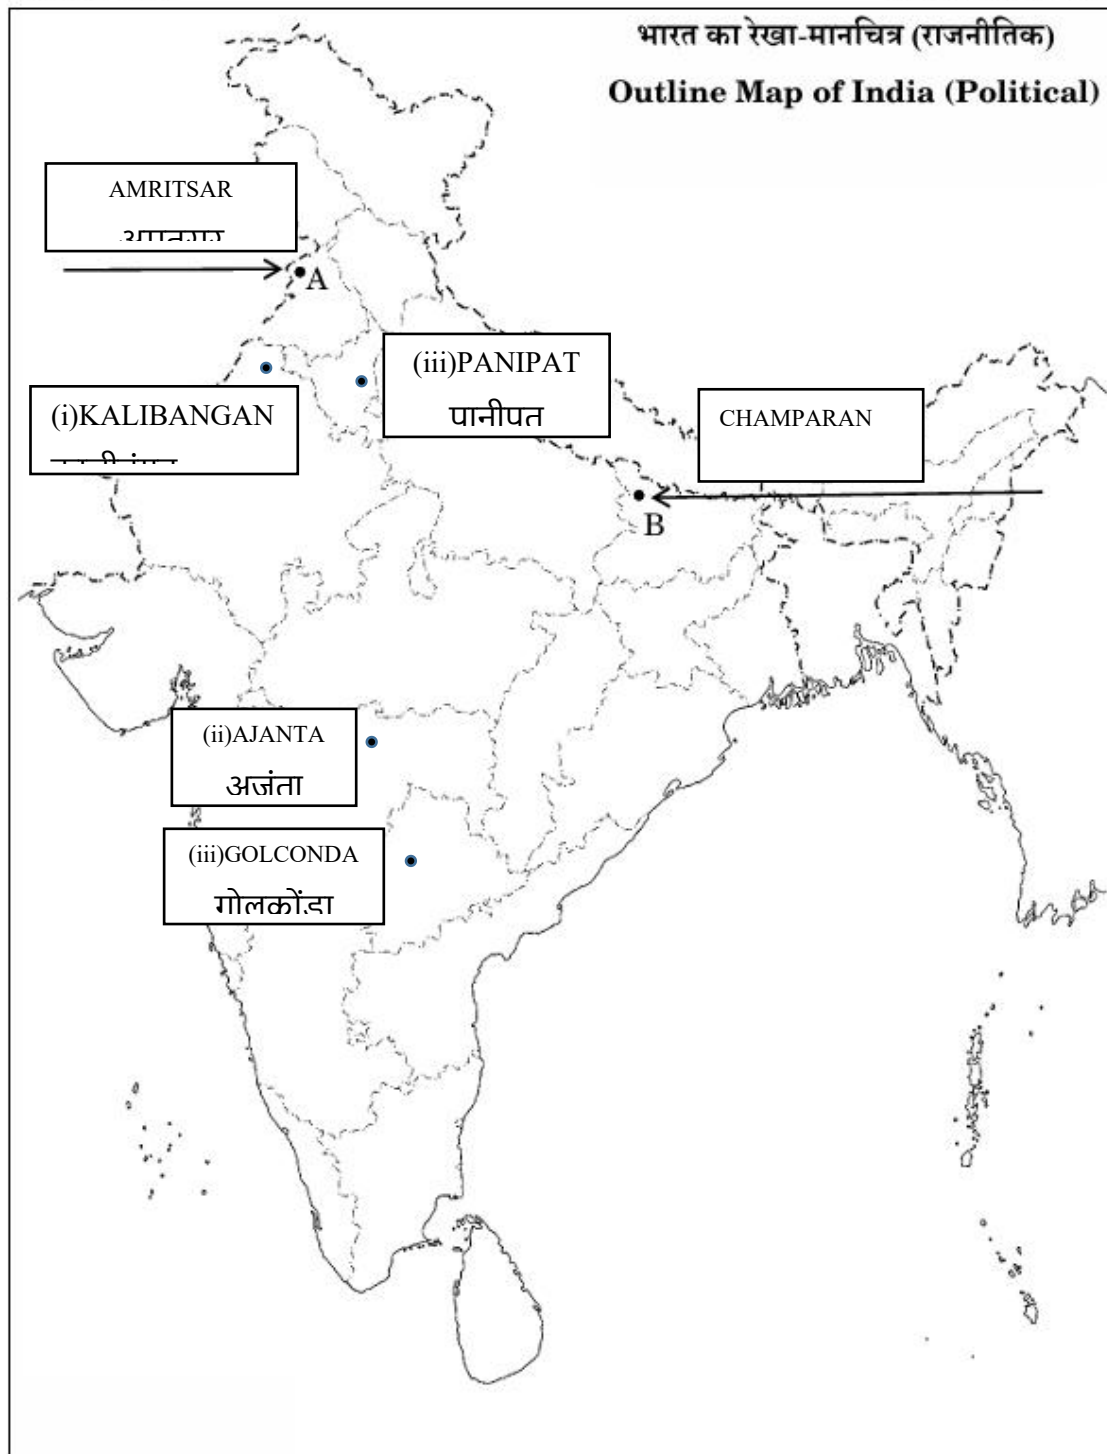 भारत का रेखा-मानचित्र (राजनीतिक)
Outline Map of India (Political)
AMRITSAR
A
(iii)PANIPAT
पानीपत
(i)KALIBANGAN
CHAMPARAN
B
(ii)AJANTA
अजंता
(iii)GOLCONDA
गोलकोंडा